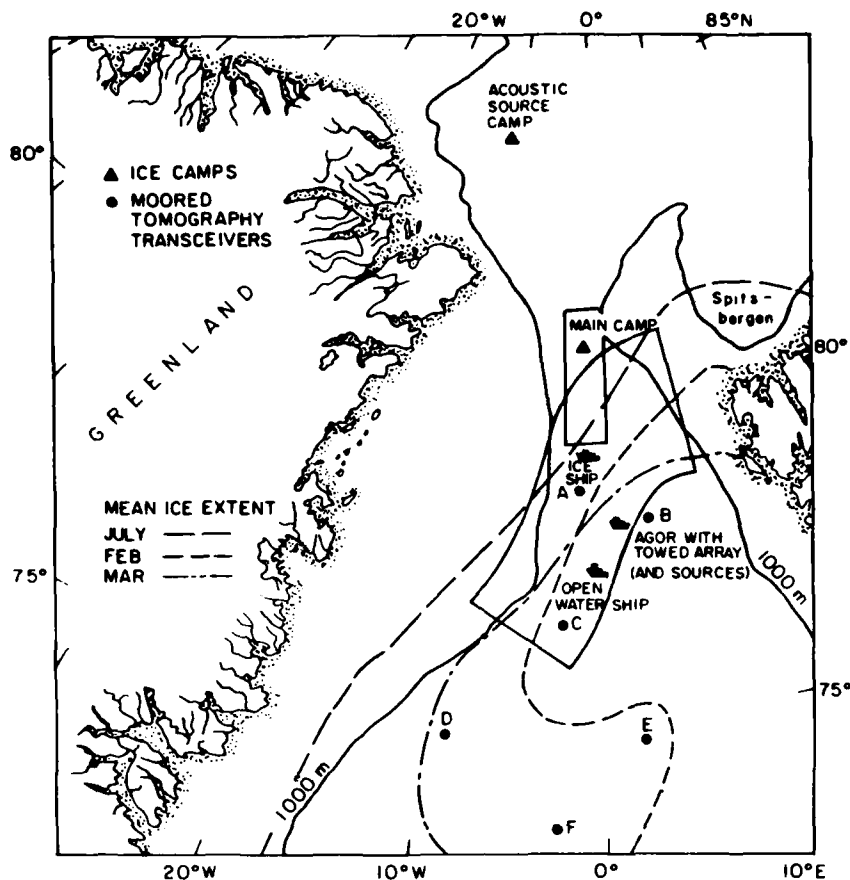 20°W 0° 85°N
ACOUSTIC
SOURCE
CAMP
80°
ICE CAMPS
MOORED
TOMOGRAPHY
TRANSCEIVERS
GREENLAND
Spits-
bergen
MAIN CAMP
80°
ICE
SHIP
A
B
AGOR WITH
TOWED ARRAY
(AND SOURCES)
MEAN ICE EXTENT
JULY
FEB
MAR
1000 m
75°
OPEN
WATER SHIP
C
75°
D
E
1000 m
F
20°W 10°W 0° 10°E